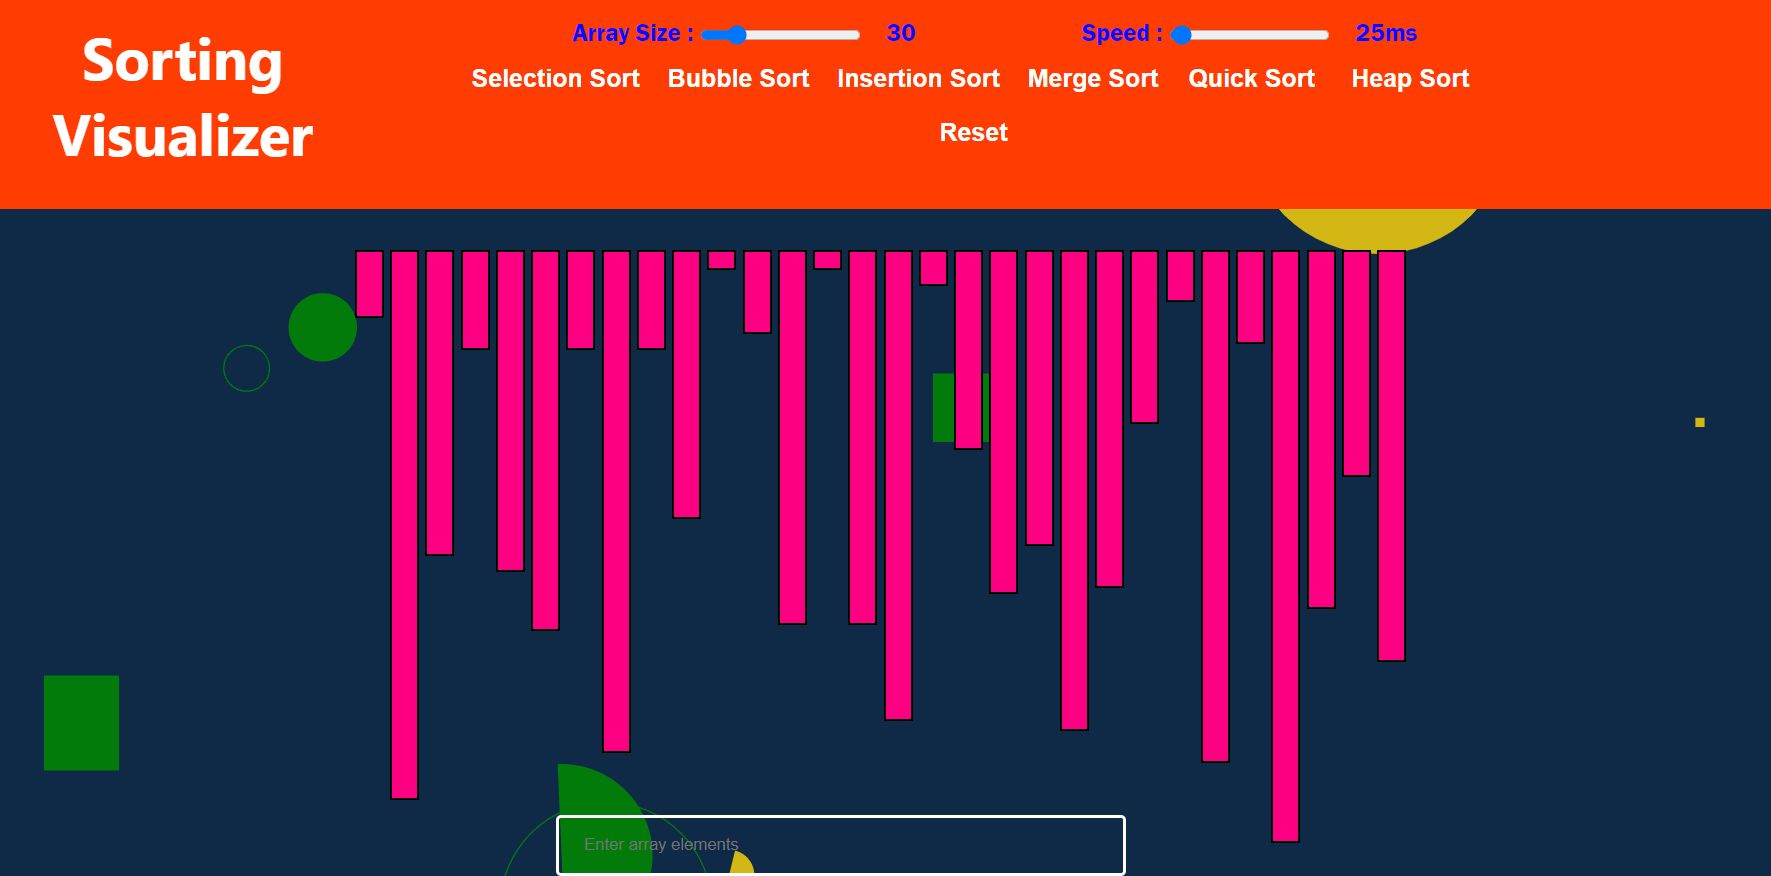 Sorting
Visualizer
Array Size : 30 Speed : 25ms
Selection Sort Bubble Sort Insertion Sort Merge Sort Quick Sort Heap Sort
Reset
Enter array elements